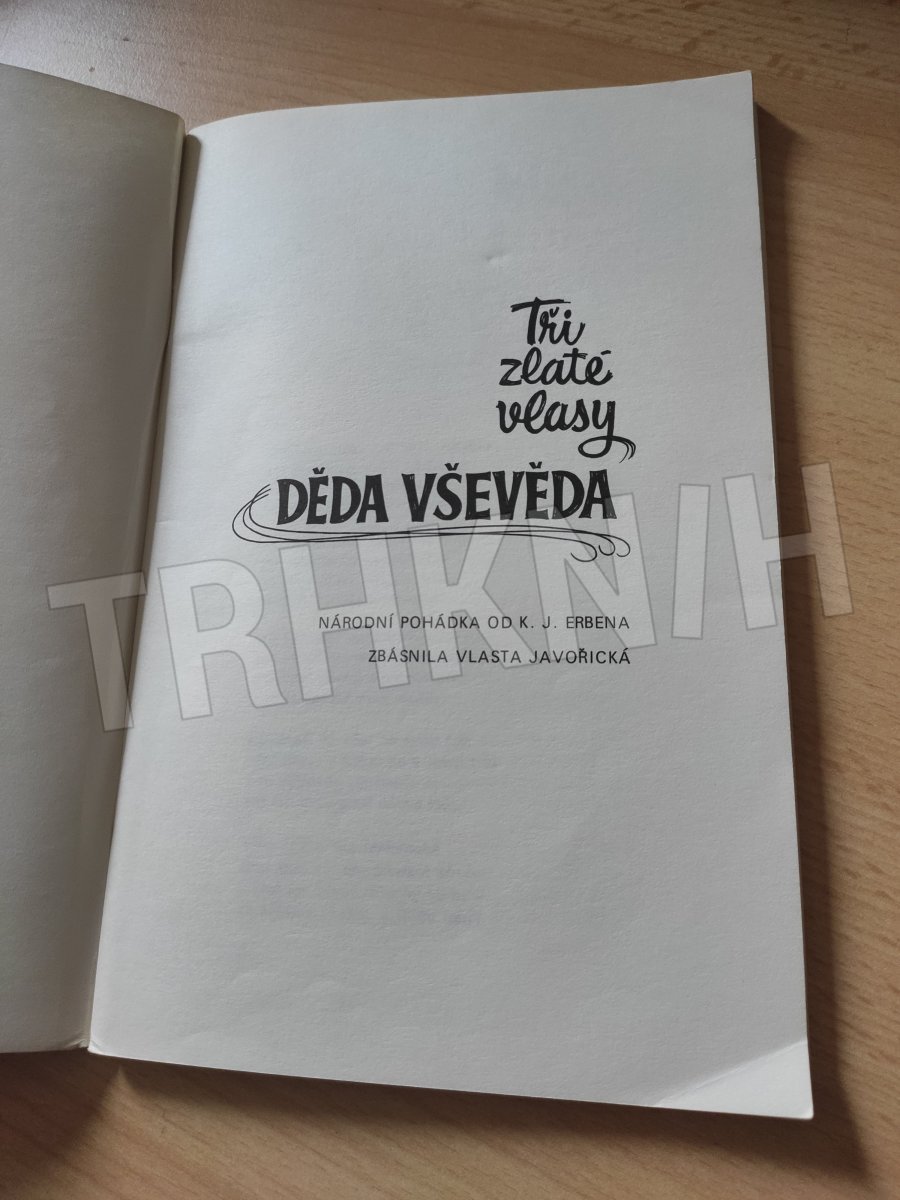 Tři
zlaté
vlasy
DĚDA VŠEVĚDA
NÁRODNÍ POHÁDKA OD K. J. ERBENA
ZBÁSNILA VLASTA JAVOŘICKÁ
TRHKNIH